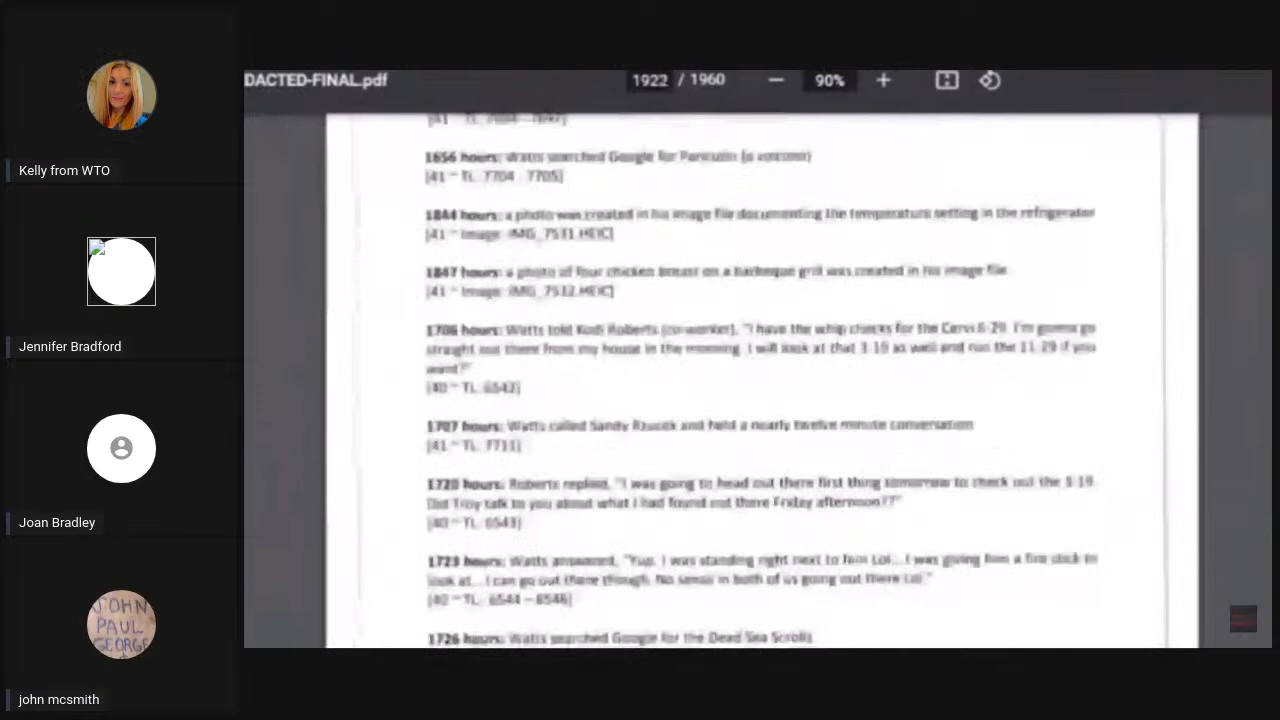 Kelly from WTO
Jennifer Bradford
Joan Bradley
JOHN
PAUL
GEORGE
john mcsmith
DACTED-FINAL.pdf
1922 / 1960
90%
1656 hours: Watts searched Google for Paricutin (a volcano)
[41 ~ TL: 7704 - 7705]
1844 hours: a photo was created in his image file documenting the temperature setting in the refrigerator
[41 ~ Image: IMG_7531.HEIC]
1847 hours: a photo of four chicken breast on a barbeque grill was created in his image file
[41 ~ Image: IMG_7532.HEIC]
1706 hours: Watts told Kodi Roberts (co-worker), "I have the whip checks for the Cervi 6-29. I'm gonna go
straight out there from my house in the morning. I will look at that 3-19 as well and run the 11-29 if you
want?"
[40 ~ TL: 6542]
1707 hours: Watts called Sandy Rzucek and held a nearly twelve minute conversation
[41 ~ TL: 7711]
1720 hours: Roberts replied, "I was going to head out there first thing tomorrow to check out the 3-19.
Did Troy talk to you about what I had found out there Friday afternoon??"
[40 ~ TL: 6543]
1723 hours: Watts answered, "Yup. I was standing right next to him Lol... I was giving him a fire stick to
look at... I can go out there though. No sense in both of us going out there Lol."
[40 ~ TL: 6544 – 6546]
1726 hours: Watts searched Google for the Dead Sea Scrolls